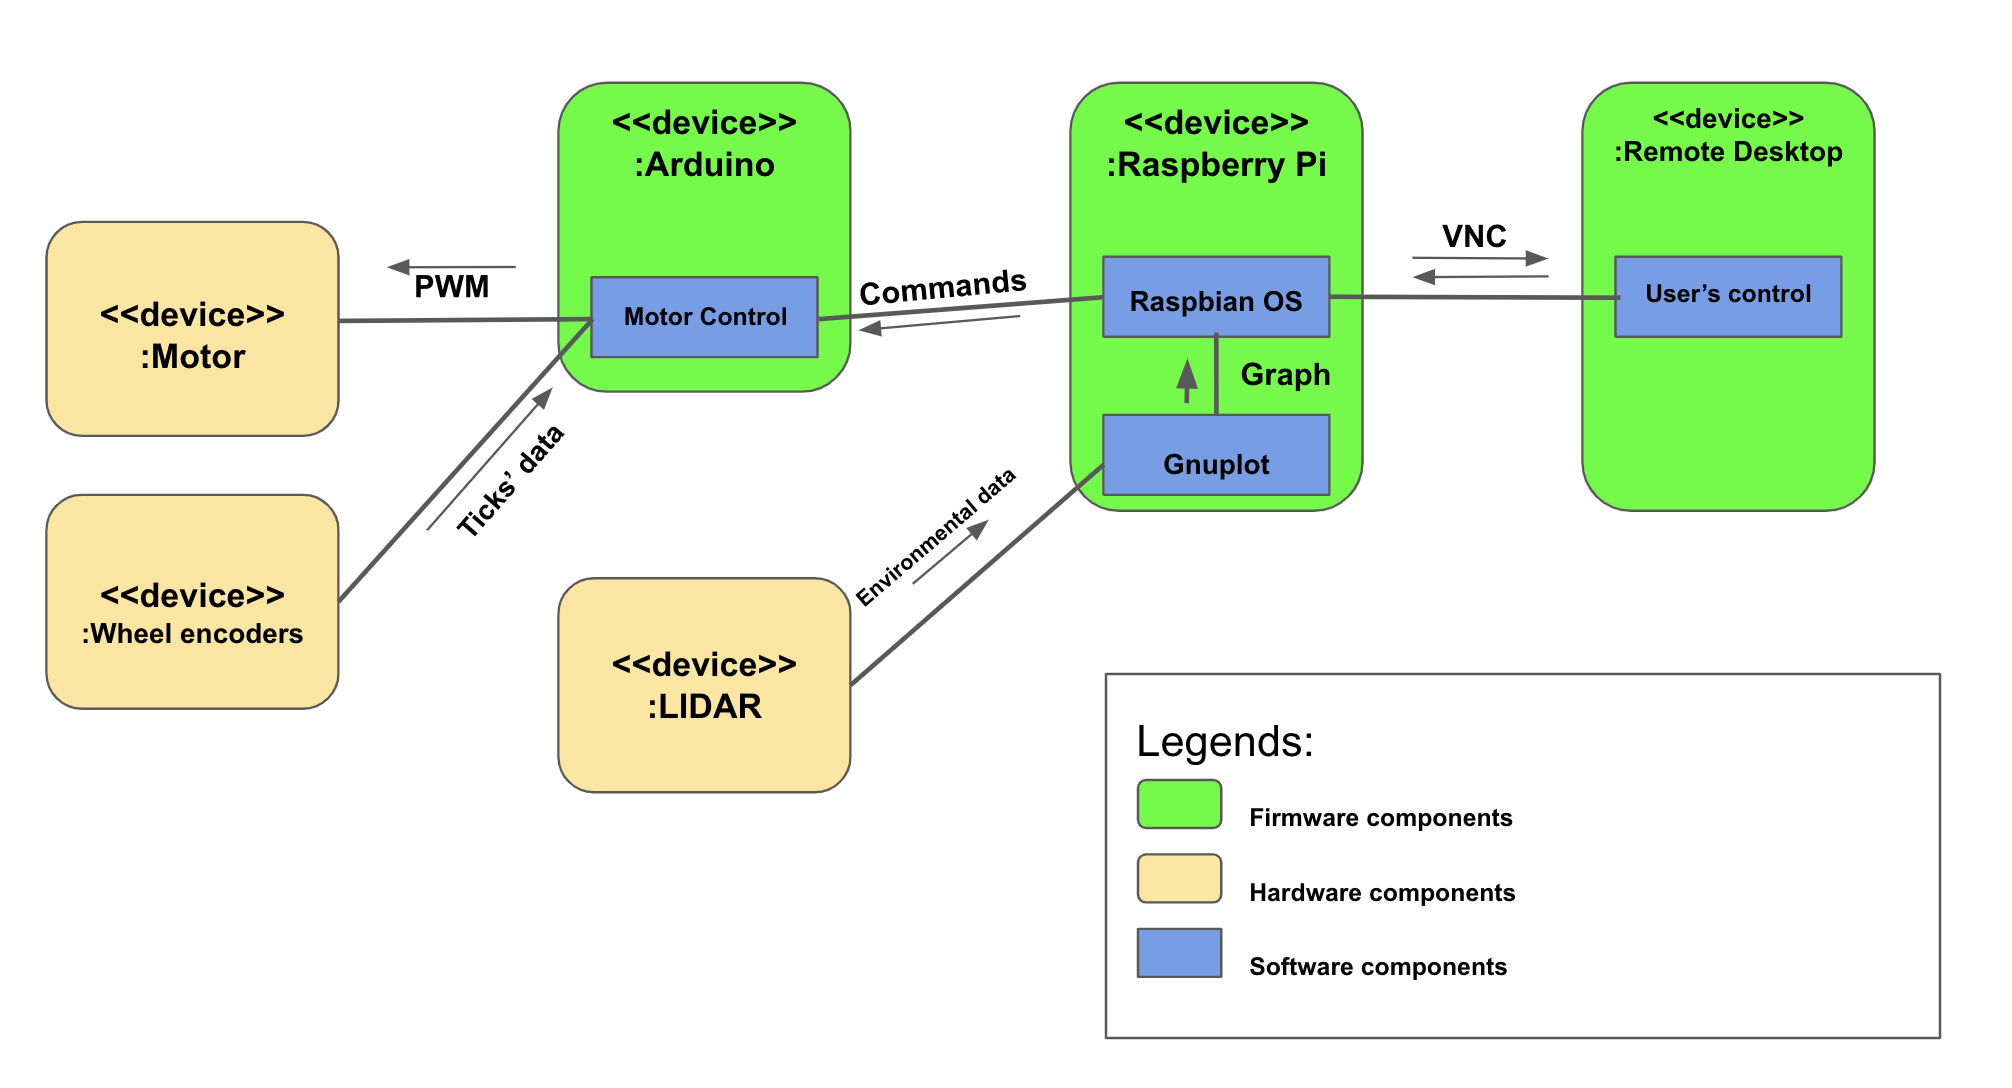 <<device>>
:Arduino
<<device>>
:Raspberry Pi
<<device>>
:Remote Desktop
VNC
PWM
Commands
Motor Control
Raspbian OS
User’s control
<<device>>
:Motor
Graph
Ticks’ data
Gnuplot
Environmental data
<<device>>
:Wheel encoders
<<device>>
:LIDAR
Legends:
Firmware components
Hardware components
Software components